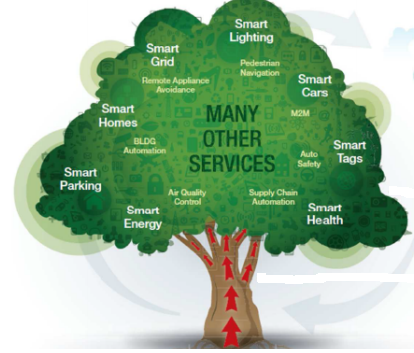 Smart
Lighting
Smart
Grid
Pedestrian
Navigation
Remote Appliance
Avoidance
Smart
Cars
Smart
Homes
MANY
OTHER
SERVICES
M2M
BLDG
Automation
Smart
Tags
Auto
Safety
Smart
Parking
Air Quality
Control
Supply Chain
Automation
Smart
Energy
Smart
Health